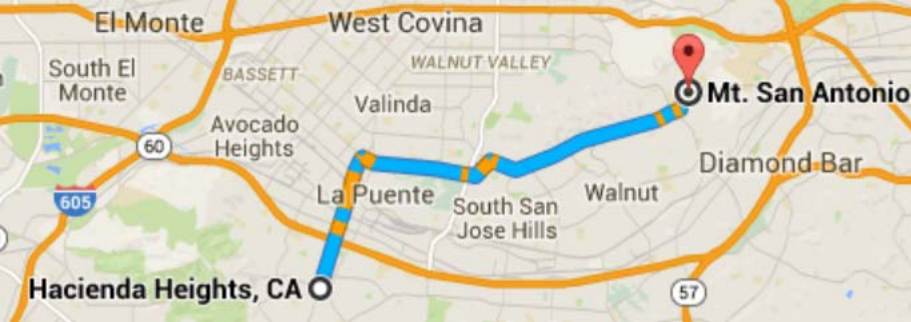 El Monte
West Covina
South El
Monte
BASSETT
WALNUT VALLEY
Mt. San Antonio
Valinda
Avocado
Heights
60
Diamond Bar
La Puente
Walnut
605
South San
Jose Hills
Hacienda Heights, CA
57